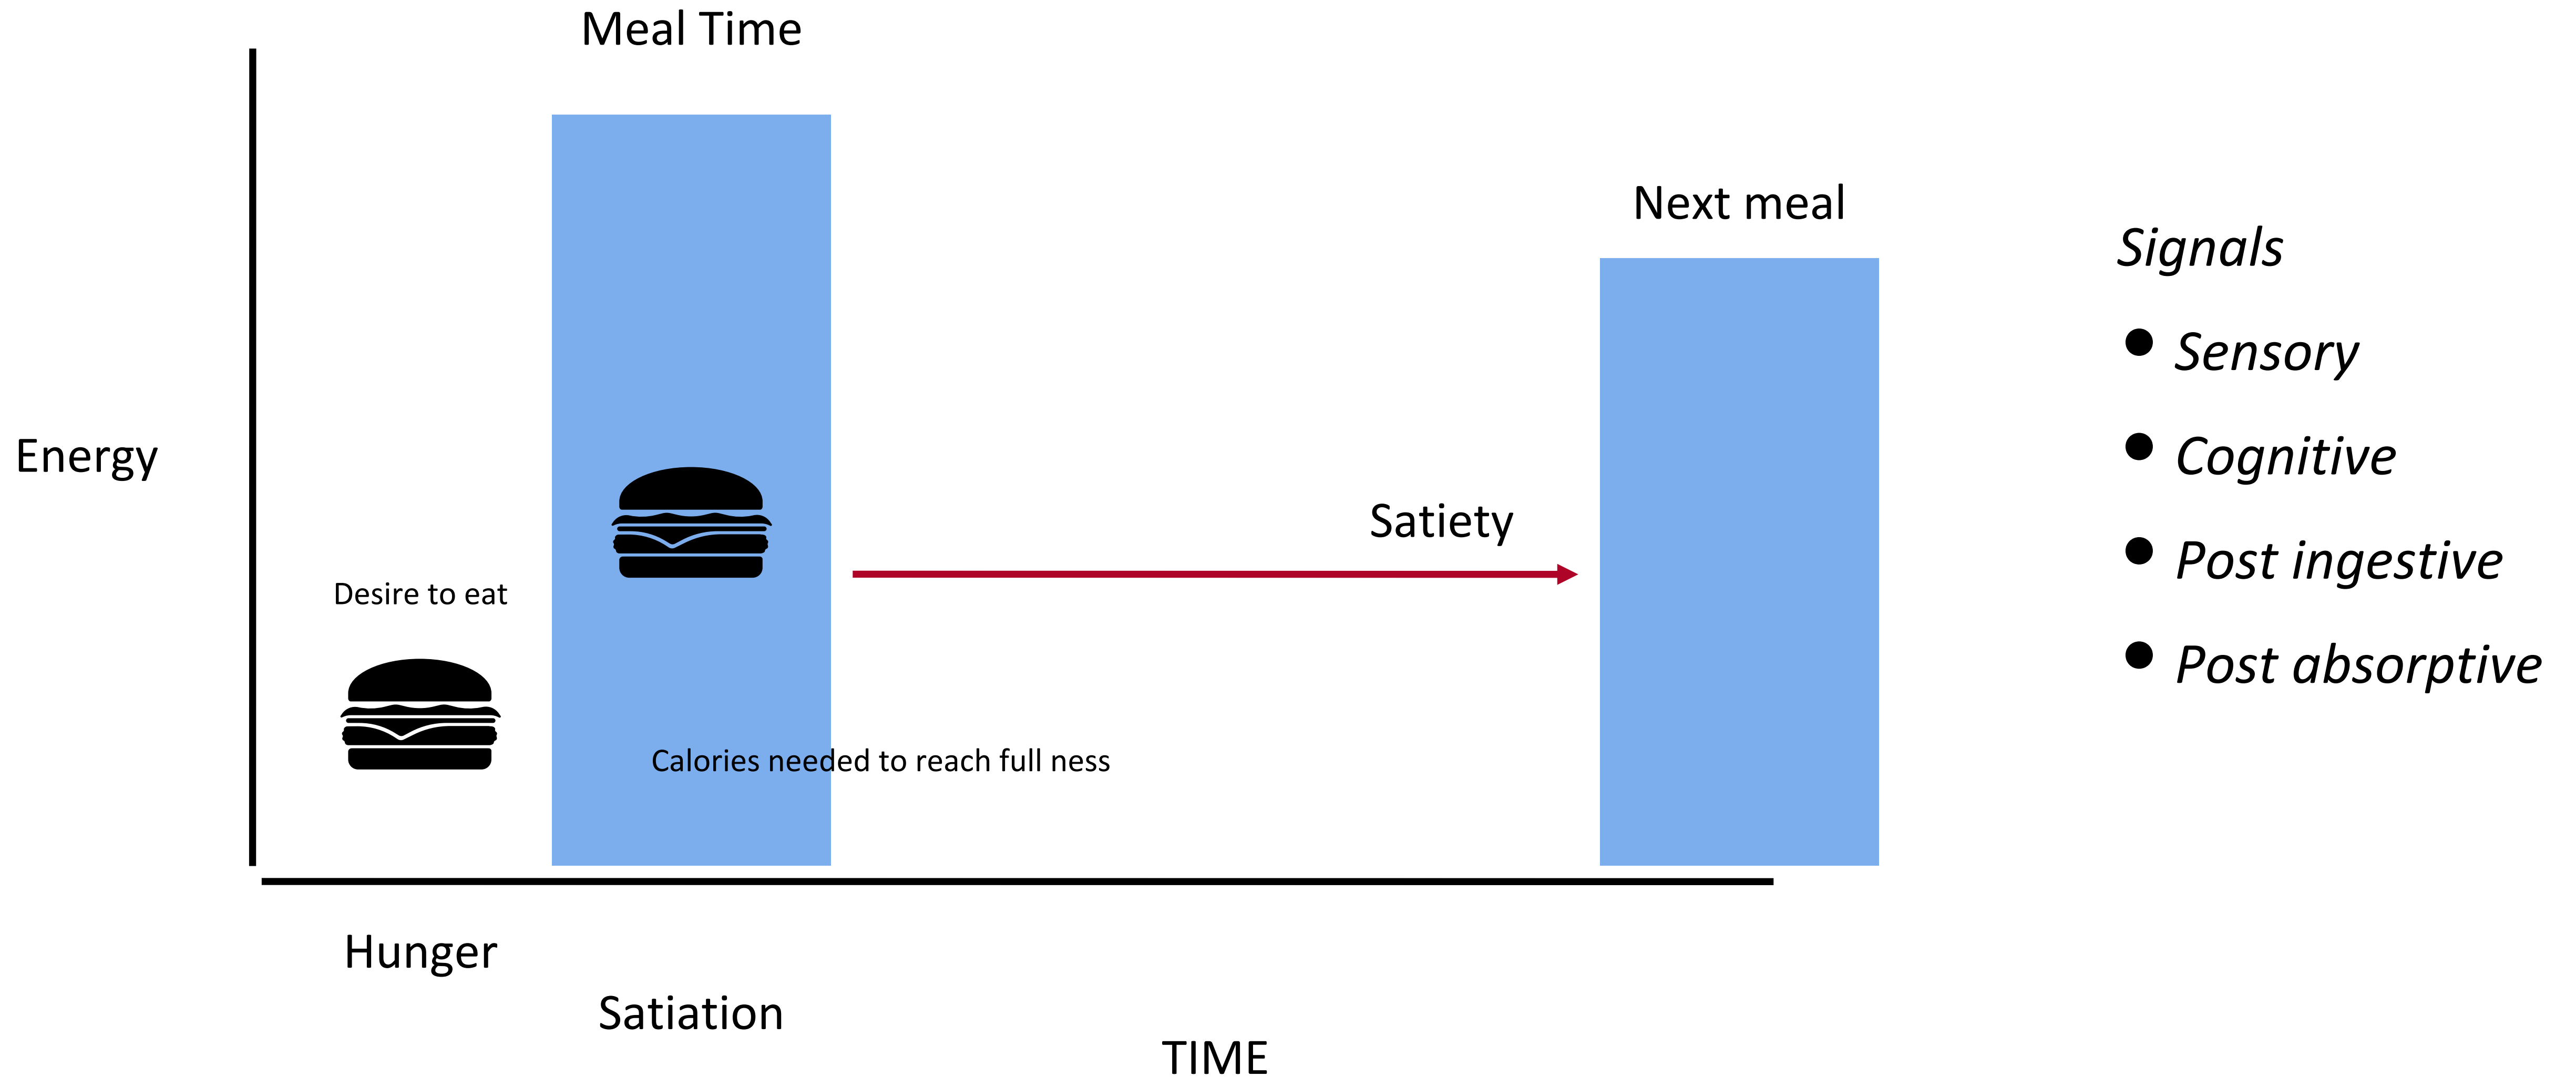 Meal Time
Next meal
Energy
Desire to eat
Satiety
Calories needed to reach full ness
Hunger
Satiation
TIME
Signals
● Sensory
● Cognitive
● Post ingestive
● Post absorptive